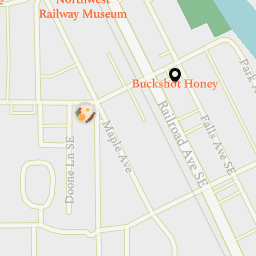 Northwest
Railway Museum
Buckshot Honey
Park A
Doone Ln SE
Maple Ave
Railroad Ave SE
Falls Ave SE